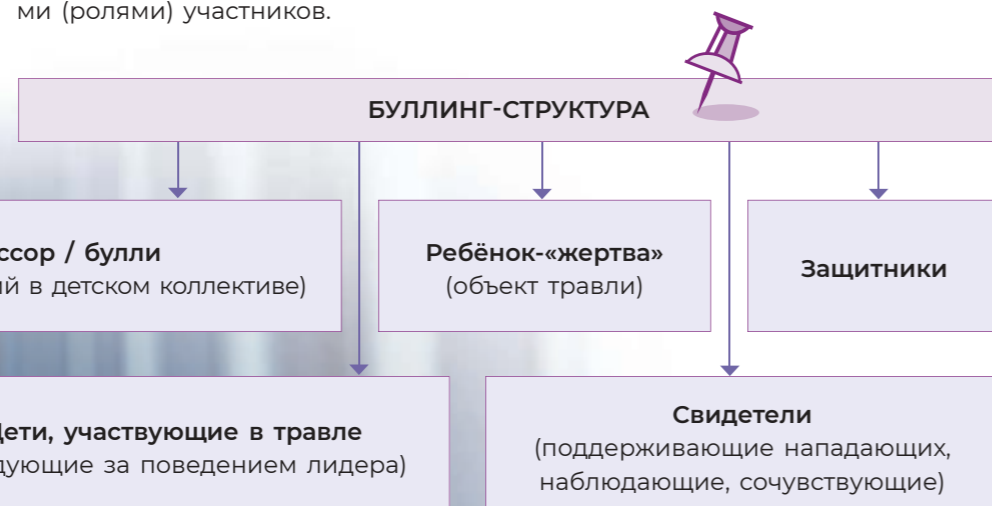 ми (ролями) участников.
БУЛЛИНГ-СТРУКТУРА
ссор / булли
й в детском коллективе)
Ребёнок-«жертва»
(объект травли)
Защитники
Дети, участвующие в травле
дующие за поведением лидера)
Свидетели
(поддерживающие нападающих,
наблюдающие, сочувствующие)